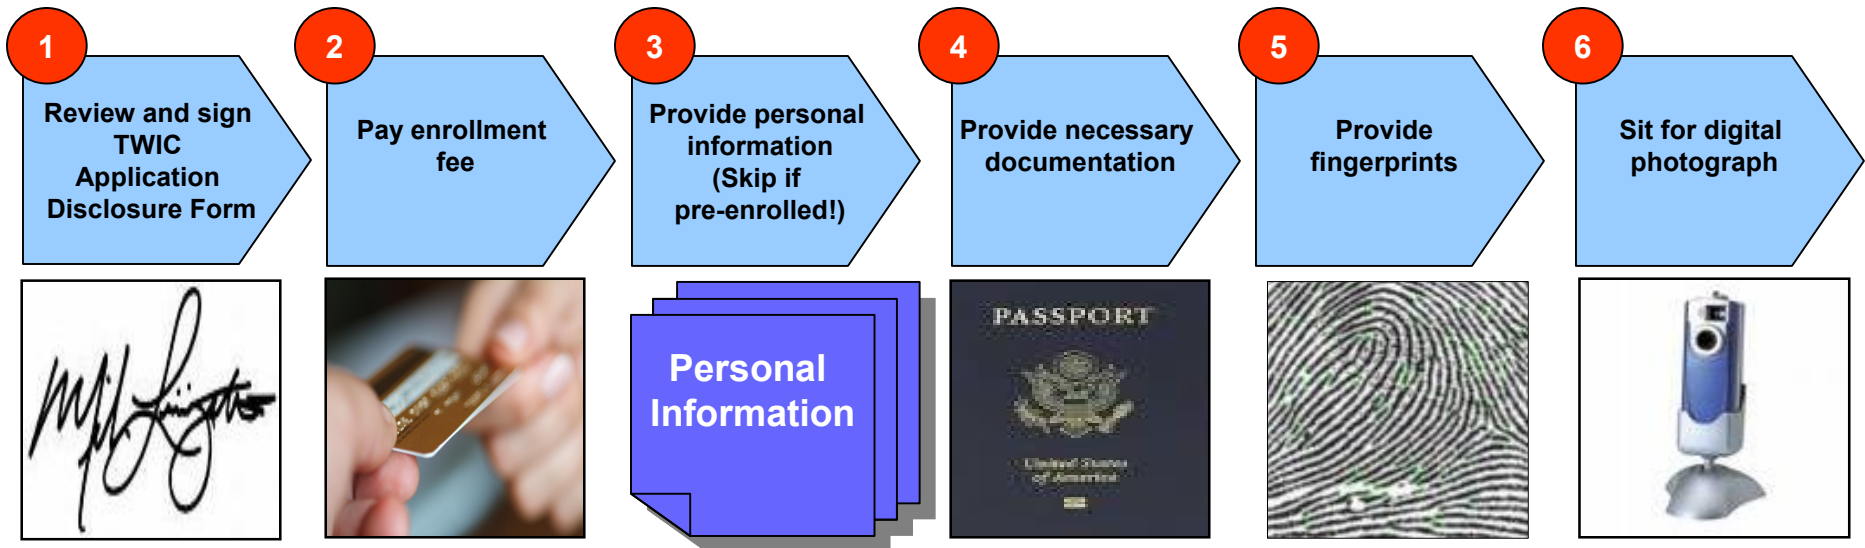 1
Review and sign
TWIC
Application
Disclosure Form
2
Pay enrollment
fee
3
Provide personal
information
(Skip if
pre-enrolled!)
4
Provide necessary
documentation
5
Provide
fingerprints
6
Sit for digital
photograph
Personal
Information
PASSPORT
United States
of America